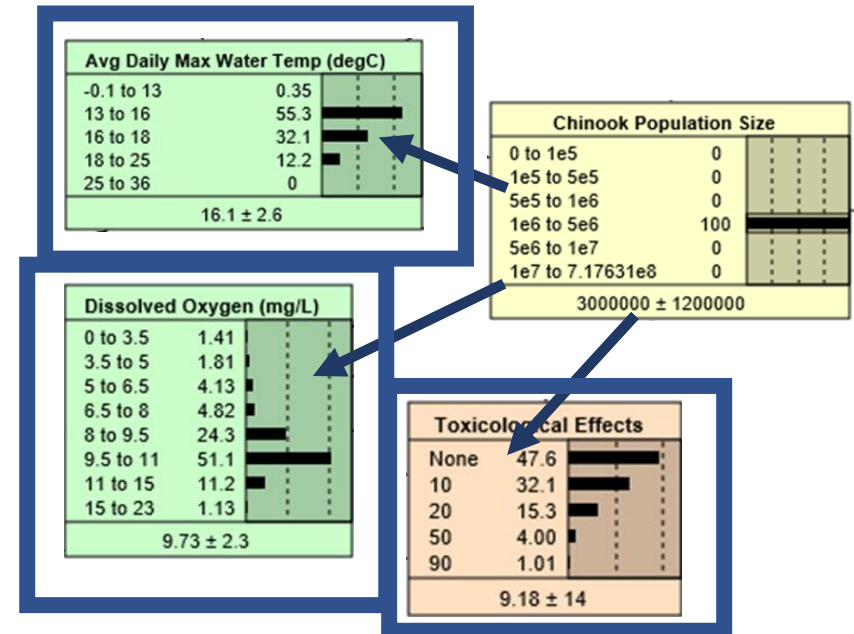 Avg Daily Max Water Temp (degC)
-0.1 to 13 0.35
13 to 16 55.3
16 to 18 32.1
18 to 25 12.2
25 to 36 0
16.1 ± 2.6
Chinook Population Size
0 to 1e5 0
1e5 to 5e5 0
5e5 to 1e6 0
1e6 to 5e6 100
5e6 to 1e7 0
1e7 to 7.17631e8 0
3000000 ± 1200000
Dissolved Oxygen (mg/L)
0 to 3.5 1.41
3.5 to 5 1.81
5 to 6.5 4.13
6.5 to 8 4.82
8 to 9.5 24.3
9.5 to 11 51.1
11 to 15 11.2
15 to 23 1.13
9.73 ± 2.3
Toxicological Effects
None 47.6
10 32.1
20 15.3
50 4.00
90 1.01
9.18 ± 14